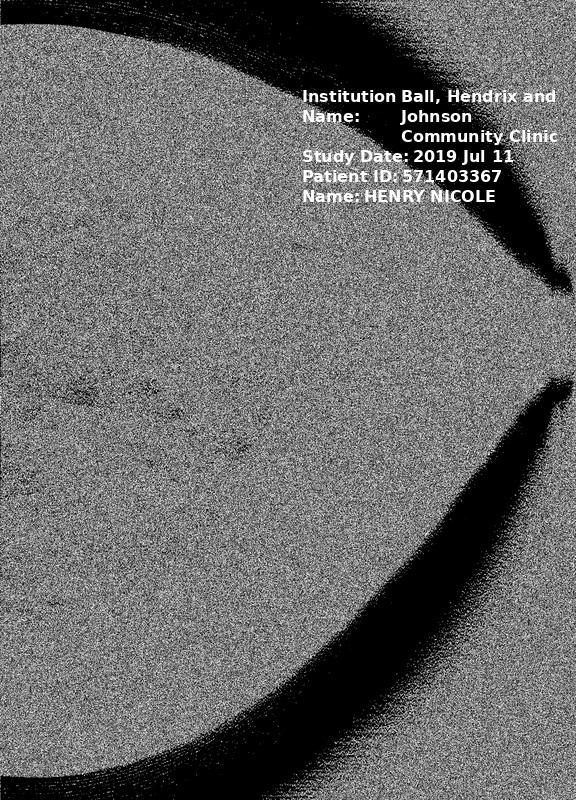 Institution Ball, Hendrix and
Name: Johnson
Community Clinic
Study Date: 2019 Jul 11
Patient ID: 571403367
Name: HENRY NICOLE